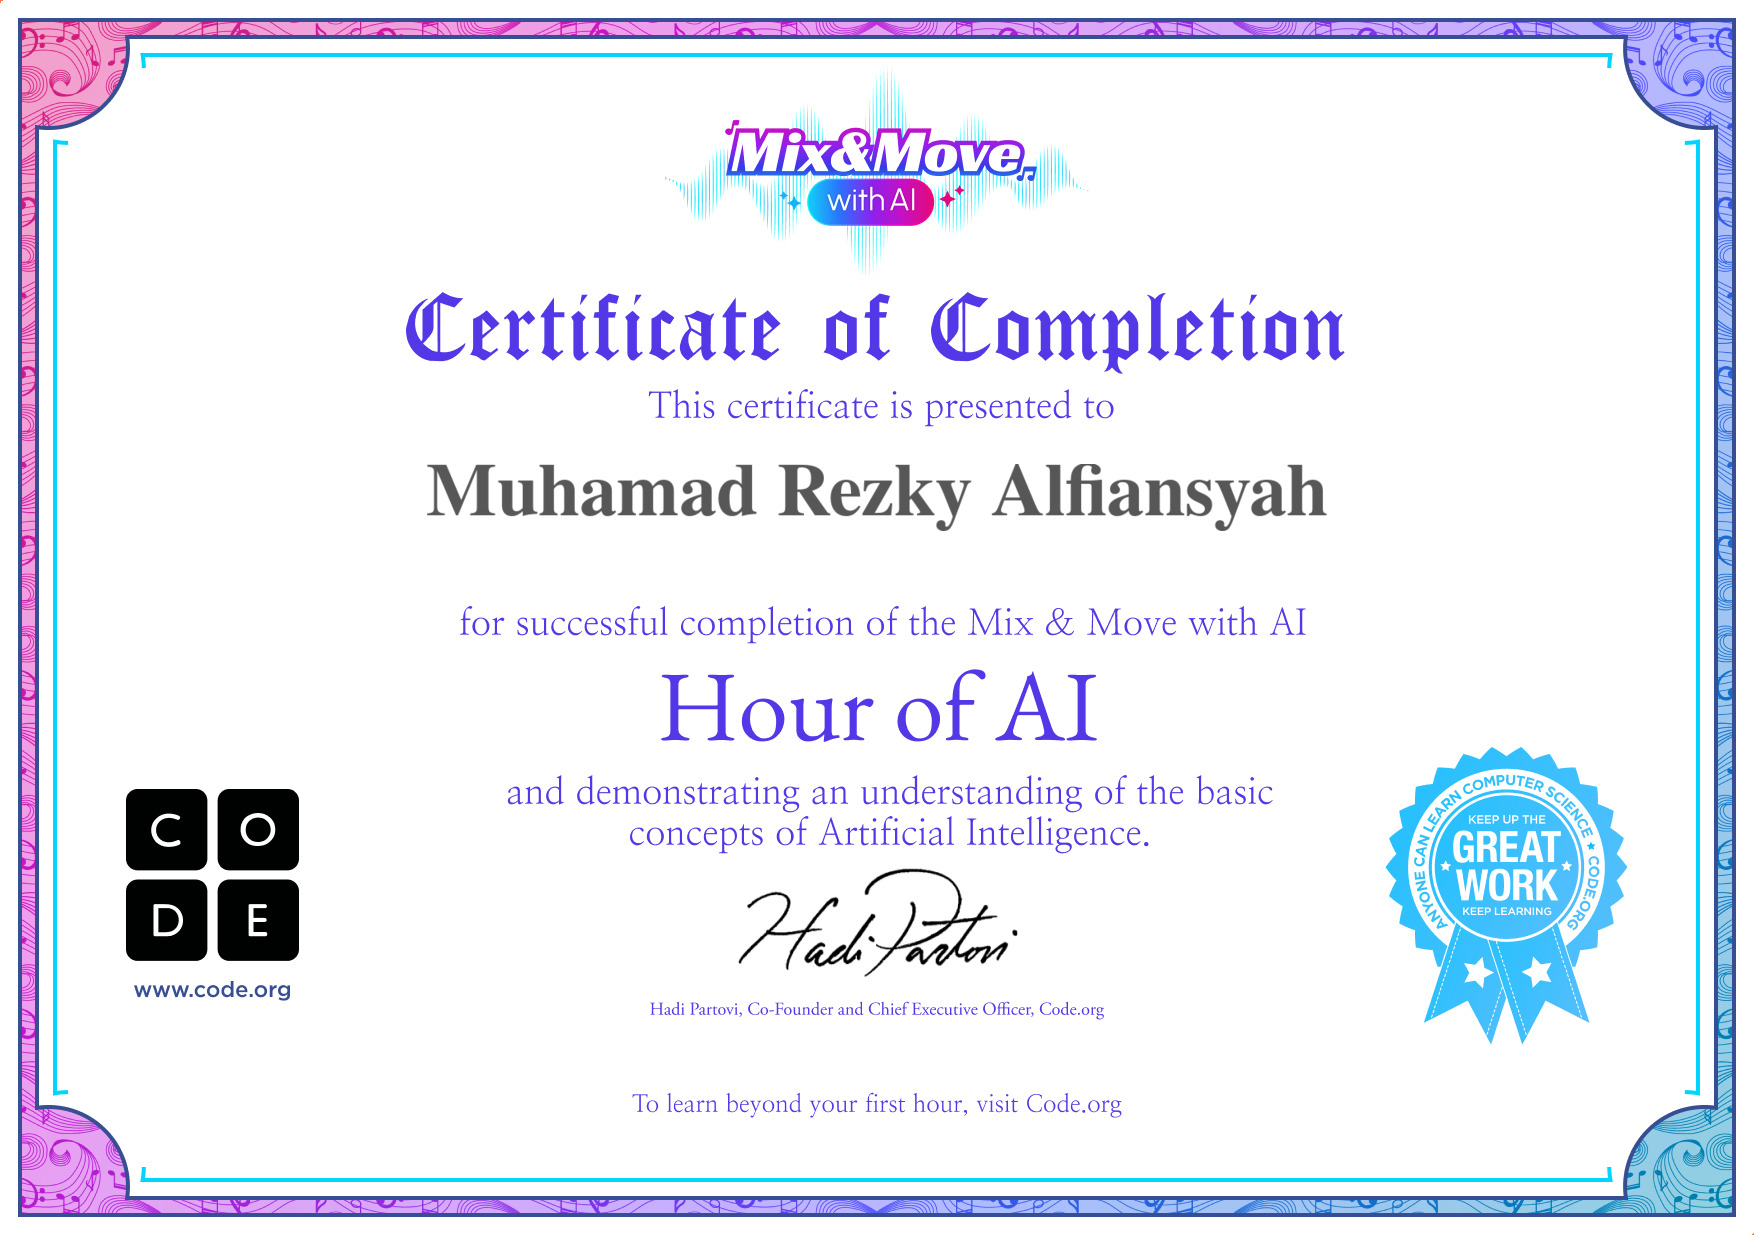 Mix&Move
with AI
Certificate of Completion
This certificate is presented to
Muhamad Rezky Alfiansyah
for successful completion of the Mix & Move with AI
Hour of AI
and demonstrating an understanding of the basic
concepts of Artificial Intelligence.
C O
D E
www.code.org
Hadi Partovi
Hadi Partovi, Co-Founder and Chief Executive Officer, Code.org
ANYONE CAN LEARN COMPUTER SCIENCE ★ CODE.ORG
KEEP UP THE
GREAT
WORK
KEEP LEARNING
To learn beyond your first hour, visit Code.org